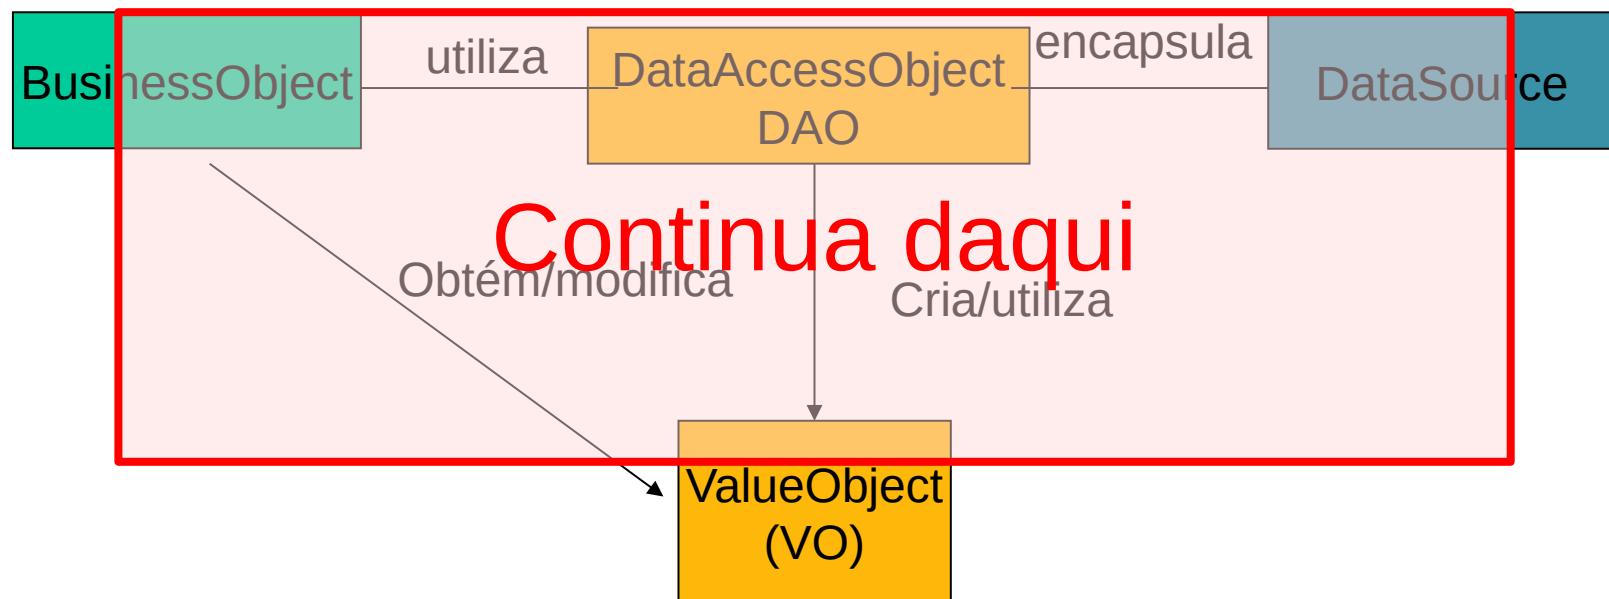 BusinessObject
utiliza
DataAccessObject
DAO
encapsula
DataSource
Continua daqui
Obtém/modifica
Cria/utiliza
ValueObject
(VO)